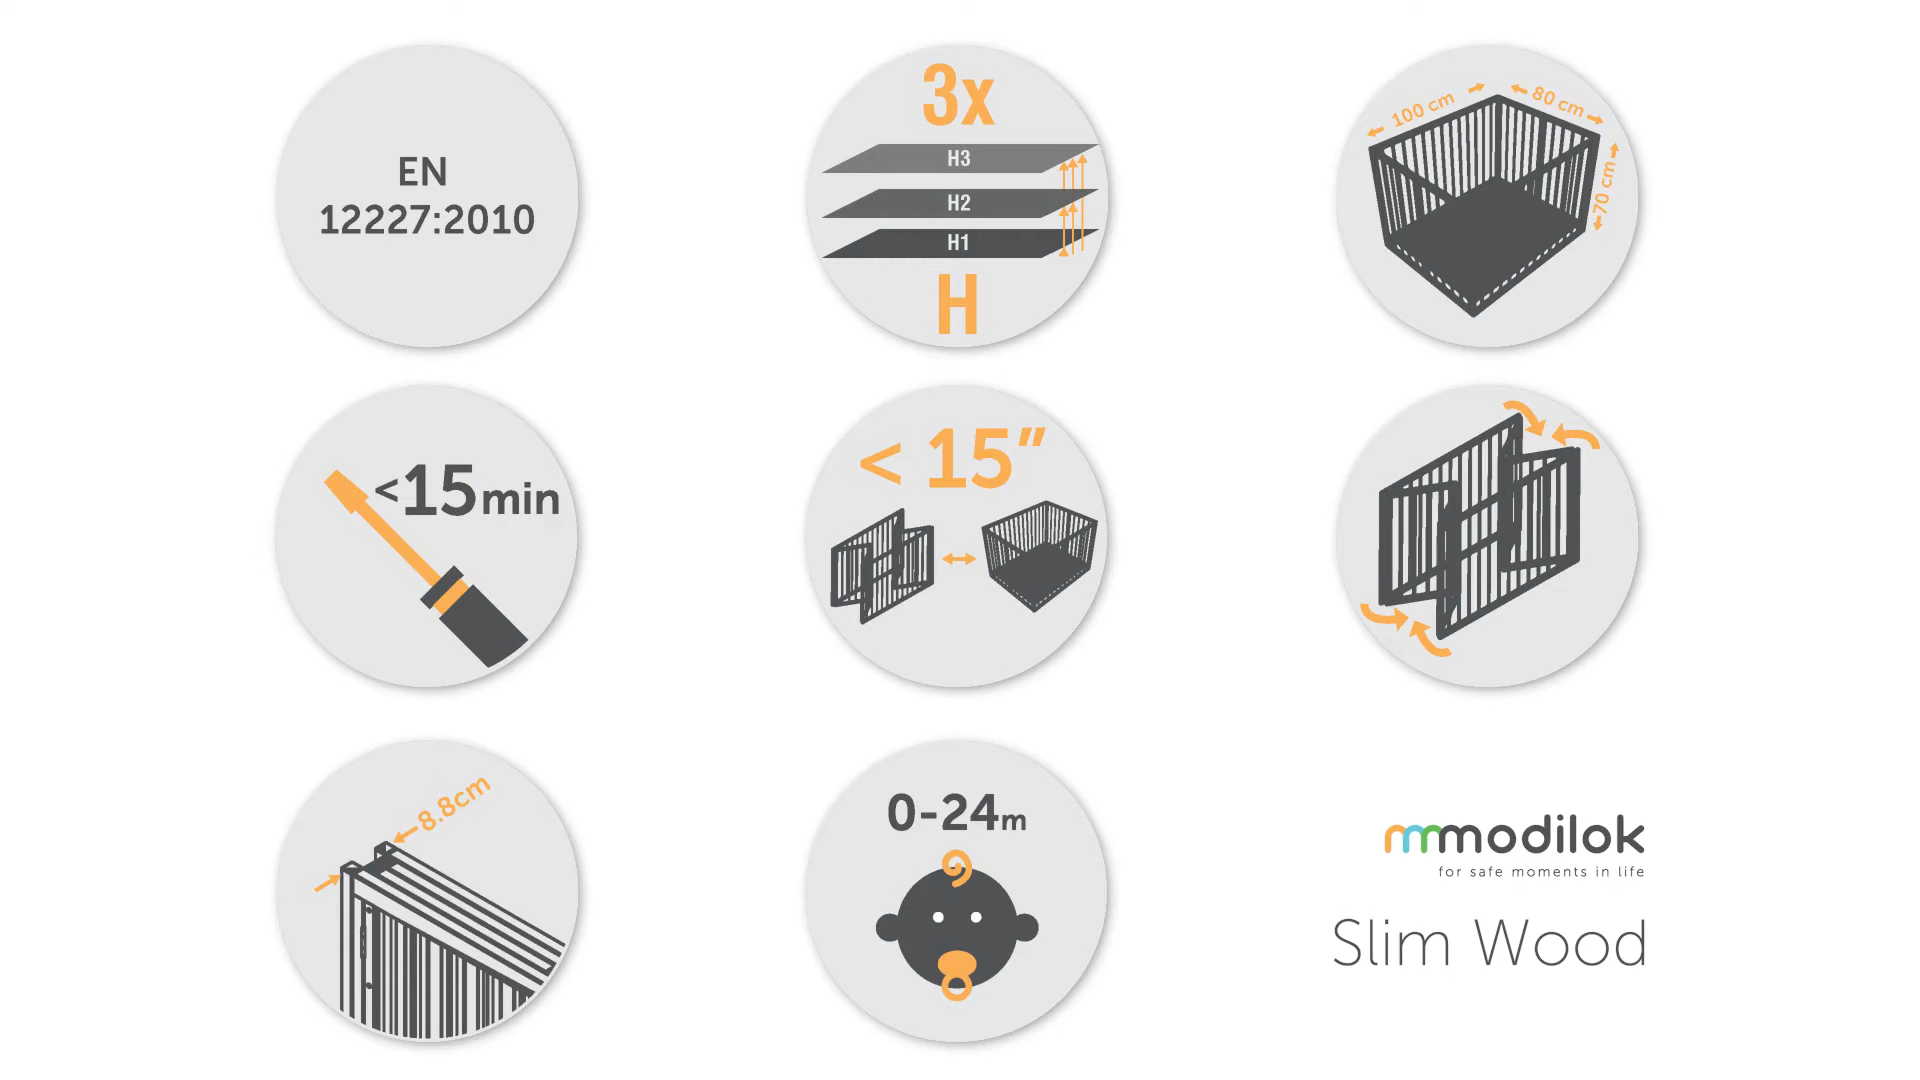 EN
12227:2010
3x
H3
H2
H1
H
100 cm
80 cm
70 cm
<15min
< 15″
8.8cm
0-24m
modilok
for safe moments in life
Slim Wood